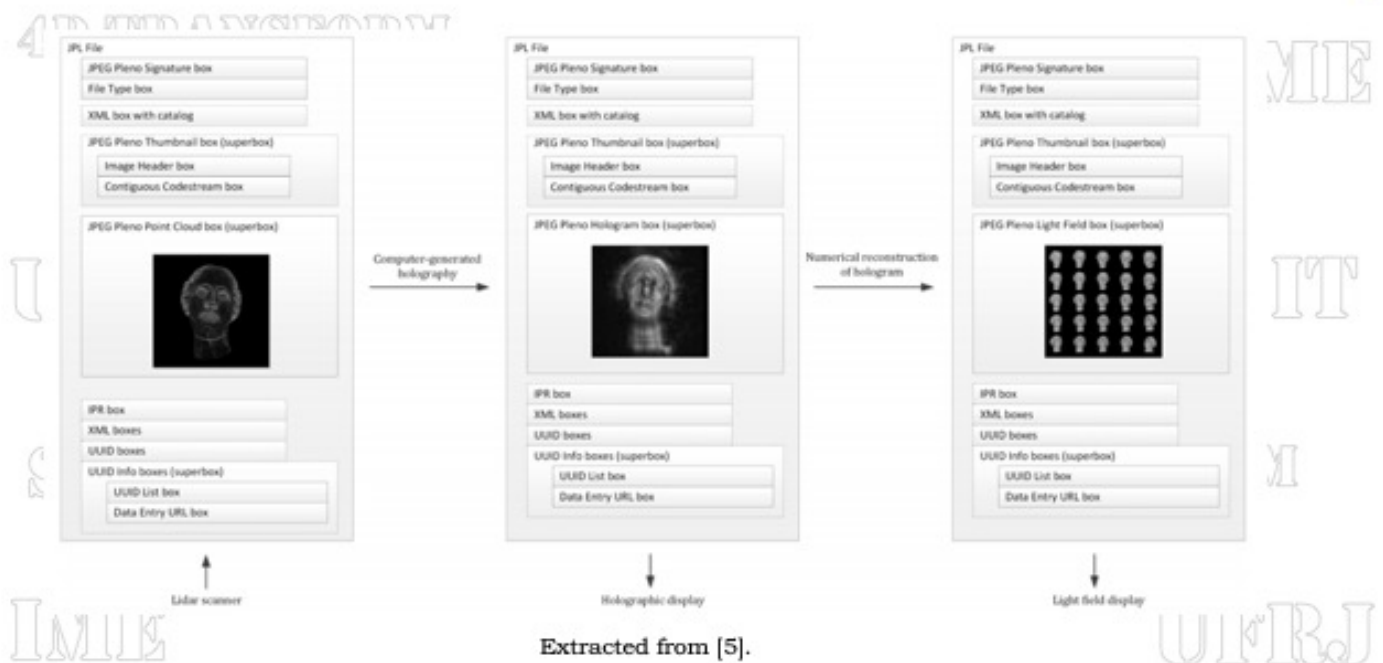 4D TRANSFORM
JPL File
JPEG Pleno Signature box
File Type box
XML box with catalog
JPEG Pleno Thumbnail box (superbox)
Image Header box
Contiguous Codestream box
JPEG Pleno Point Cloud box (superbox)
IPR box
XML boxes
UUID boxes
UUID Info boxes (superbox)
UUID List box
Data Entry URL box
Lidar scanner
Computer-generated
holography
JPL File
JPEG Pleno Signature box
File Type box
XML box with catalog
JPEG Pleno Thumbnail box (superbox)
Image Header box
Contiguous Codestream box
JPEG Pleno Hologram box (superbox)
IPR box
XML boxes
UUID boxes
UUID Info boxes (superbox)
UUID List box
Data Entry URL box
Holographic display
Numerical reconstruction
of hologram
JPL File
JPEG Pleno Signature box
File Type box
XML box with catalog
JPEG Pleno Thumbnail box (superbox)
Image Header box
Contiguous Codestream box
JPEG Pleno Light Field box (superbox)
IPR box
XML boxes
UUID boxes
UUID Info boxes (superbox)
UUID List box
Data Entry URL box
Light field display
ME
IT
IME
UFRJ
Extracted from [5].